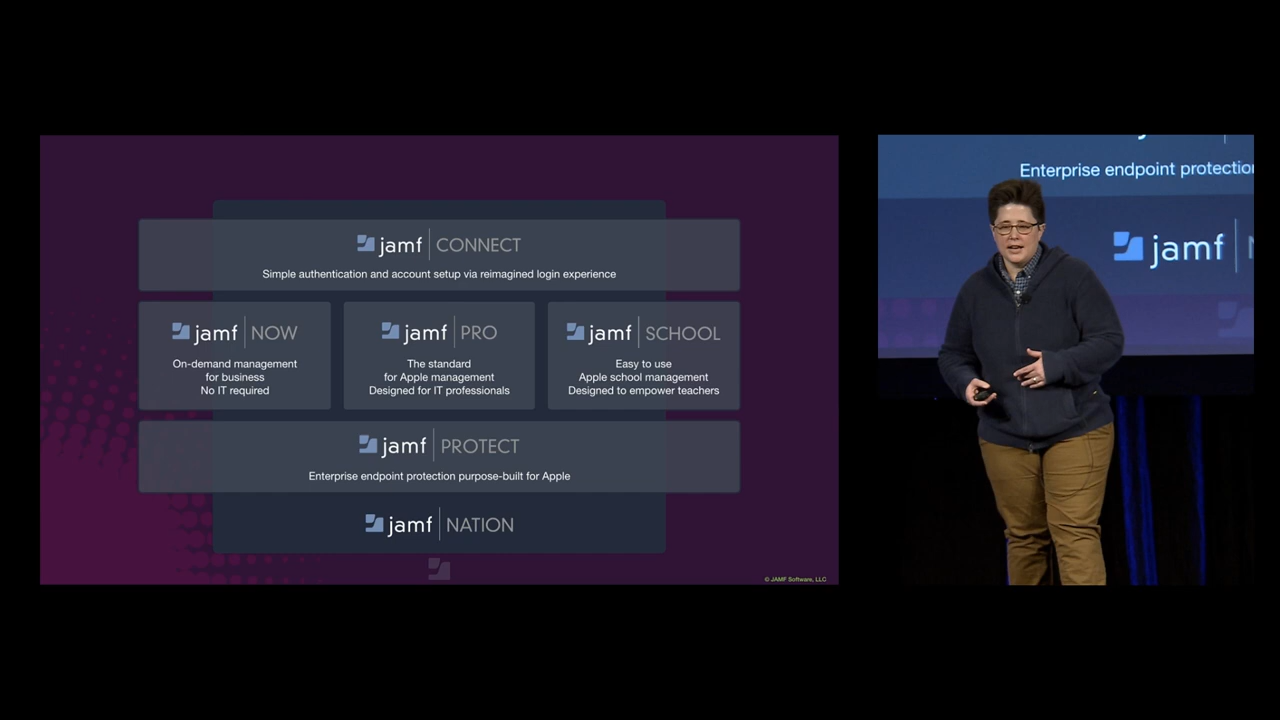 jamf CONNECT
Simple authentication and account setup via reimagined login experience
jamf NOW
On-demand management
for business
No IT required
jamf PRO
The standard
for Apple management
Designed for IT professionals
jamf SCHOOL
Easy to use
Apple school management
Designed to empower teachers
jamf PROTECT
Enterprise endpoint protection purpose-built for Apple
jamf NATION
© JAMF Software, LLC
Enterprise endpoint protectio
jamf